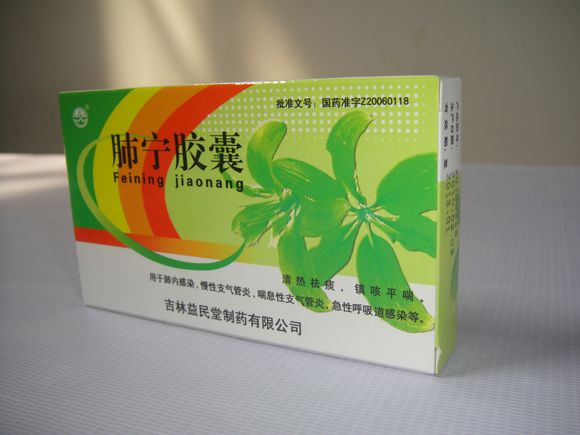 批准文号：国药准字Z20060118
肺宁胶囊
Feining jiaonang
清热祛痰，镇咳平喘。
用于肺内感染，慢性支气管炎，喘息性支气管炎，急性呼吸道感染等。
吉林益民堂制药有限公司